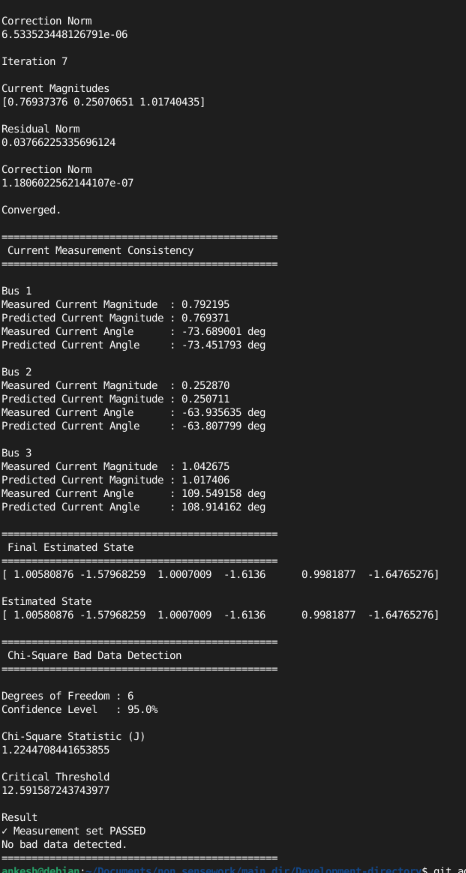 Correction Norm
6.533523448126791e-06
Iteration 7
Current Magnitudes
[0.76937376 0.25070651 1.01740435]
Residual Norm
0.03766225335696124
Correction Norm
1.1806022562144107e-07
Converged.
==========================================
Current Measurement Consistency
==========================================
Bus 1
Measured Current Magnitude  : 0.792195
Predicted Current Magnitude : 0.769371
Measured Current Angle      : -73.689001 deg
Predicted Current Angle     : -73.451793 deg
Bus 2
Measured Current Magnitude  : 0.252870
Predicted Current Magnitude : 0.250711
Measured Current Angle      : -63.935635 deg
Predicted Current Angle     : -63.807799 deg
Bus 3
Measured Current Magnitude  : 1.042675
Predicted Current Magnitude : 1.017406
Measured Current Angle      : 109.549158 deg
Predicted Current Angle     : 108.914162 deg
==========================================
Final Estimated State
==========================================
[ 1.00580876 -1.57968259  1.0007009  -1.6136      0.9981877  -1.64765276]
Estimated State
[ 1.00580876 -1.57968259  1.0007009  -1.6136      0.9981877  -1.64765276]
==========================================
Chi-Square Bad Data Detection
==========================================
Degrees of Freedom : 6
Confidence Level   : 95.0%
Chi-Square Statistic (J)
1.2244708441653855
Critical Threshold
12.591587243743977
Result
✓ Measurement set PASSED
No bad data detected.
==========================================
ankesh@debian:~/Documents/non_sensework/main_dir/Development-directory$ git